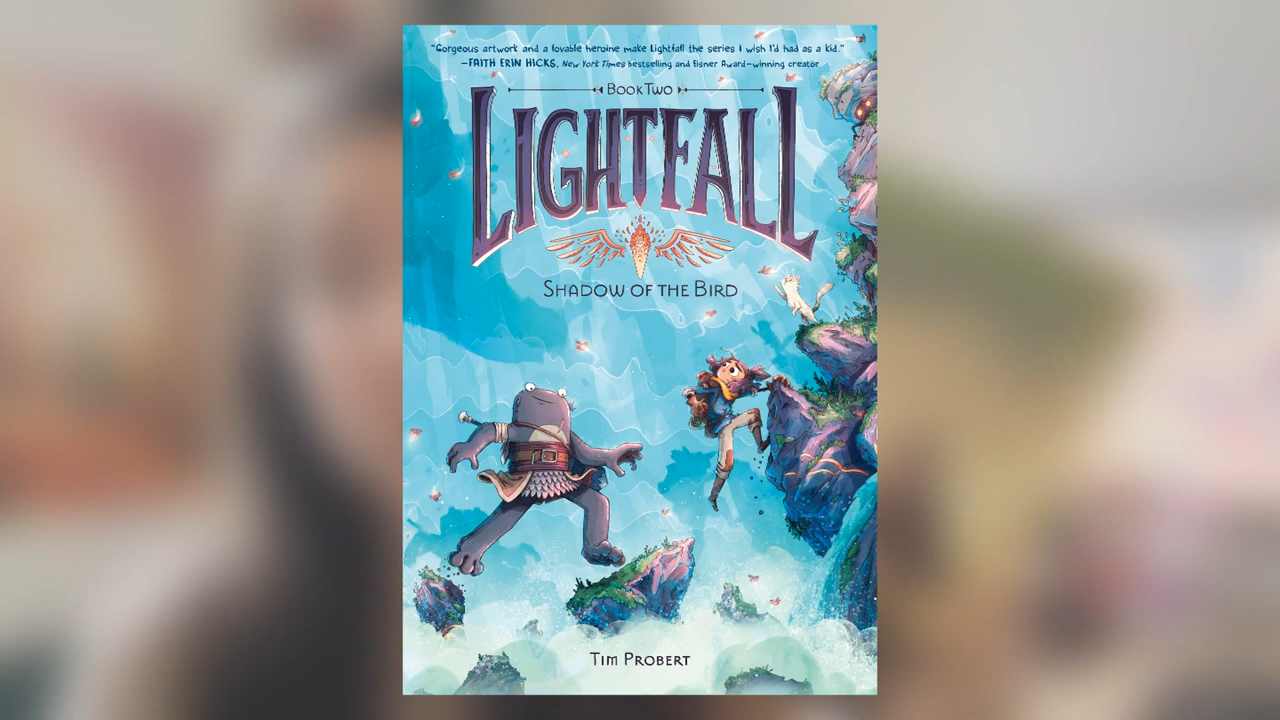 "Gorgeous artwork and a lovable heroine make Lightfall the series I wish I'd had as a kid."
—FAITH ERIN HICKS, New York Times bestselling and Eisner Award–winning creator
BOOK TWO
LIGHTFALL
SHADOW OF THE BIRD
TIM PROBERT